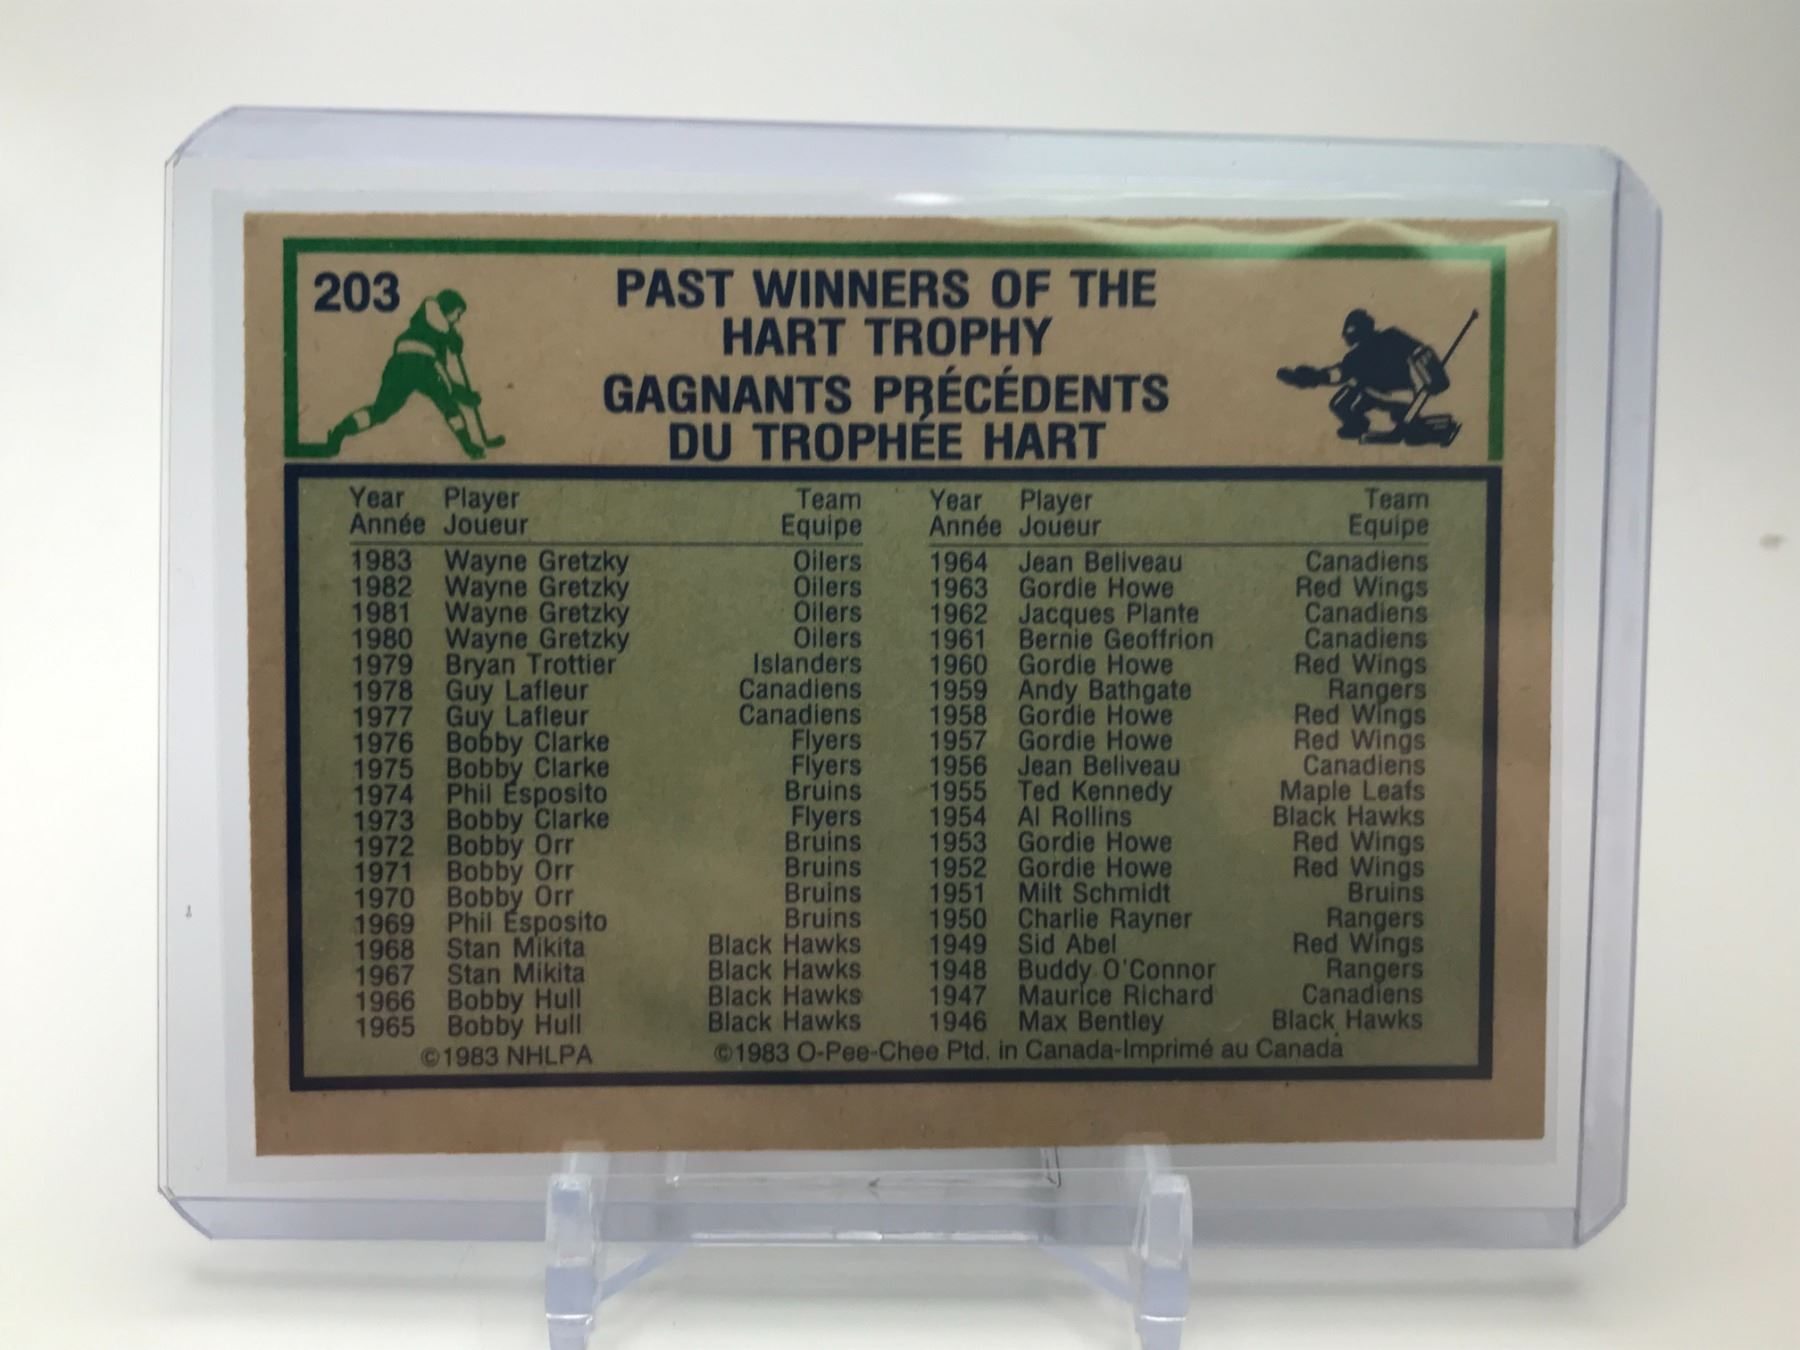 203
PAST WINNERS OF THE
HART TROPHY
GAGNANTS PRÉCÉDENTS
DU TROPHÉE HART
Year Player Team
Année Joueur Equipe
1983 Wayne Gretzky Oilers
1982 Wayne Gretzky Oilers
1981 Wayne Gretzky Oilers
1980 Wayne Gretzky Oilers
1979 Bryan Trottier Islanders
1978 Guy Lafleur Canadiens
1977 Guy Lafleur Canadiens
1976 Bobby Clarke Flyers
1975 Bobby Clarke Flyers
1974 Phil Esposito Bruins
1973 Bobby Clarke Flyers
1972 Bobby Orr Bruins
1971 Bobby Orr Bruins
1970 Bobby Orr Bruins
1969 Phil Esposito Bruins
1968 Stan Mikita Black Hawks
1967 Stan Mikita Black Hawks
1966 Bobby Hull Black Hawks
1965 Bobby Hull Black Hawks
Year Player Team
Année Joueur Equipe
1964 Jean Beliveau Canadiens
1963 Gordie Howe Red Wings
1962 Jacques Plante Canadiens
1961 Bernie Geoffrion Canadiens
1960 Gordie Howe Red Wings
1959 Andy Bathgate Rangers
1958 Gordie Howe Red Wings
1957 Gordie Howe Red Wings
1956 Jean Beliveau Canadiens
1955 Ted Kennedy Maple Leafs
1954 Al Rollins Black Hawks
1953 Gordie Howe Red Wings
1952 Gordie Howe Red Wings
1951 Milt Schmidt Bruins
1950 Charlie Rayner Rangers
1949 Sid Abel Red Wings
1948 Buddy O'Connor Rangers
1947 Maurice Richard Canadiens
1946 Max Bentley Black Hawks
©1983 NHLPA ©1983 O-Pee-Chee Ptd. in Canada-Imprimé au Canada